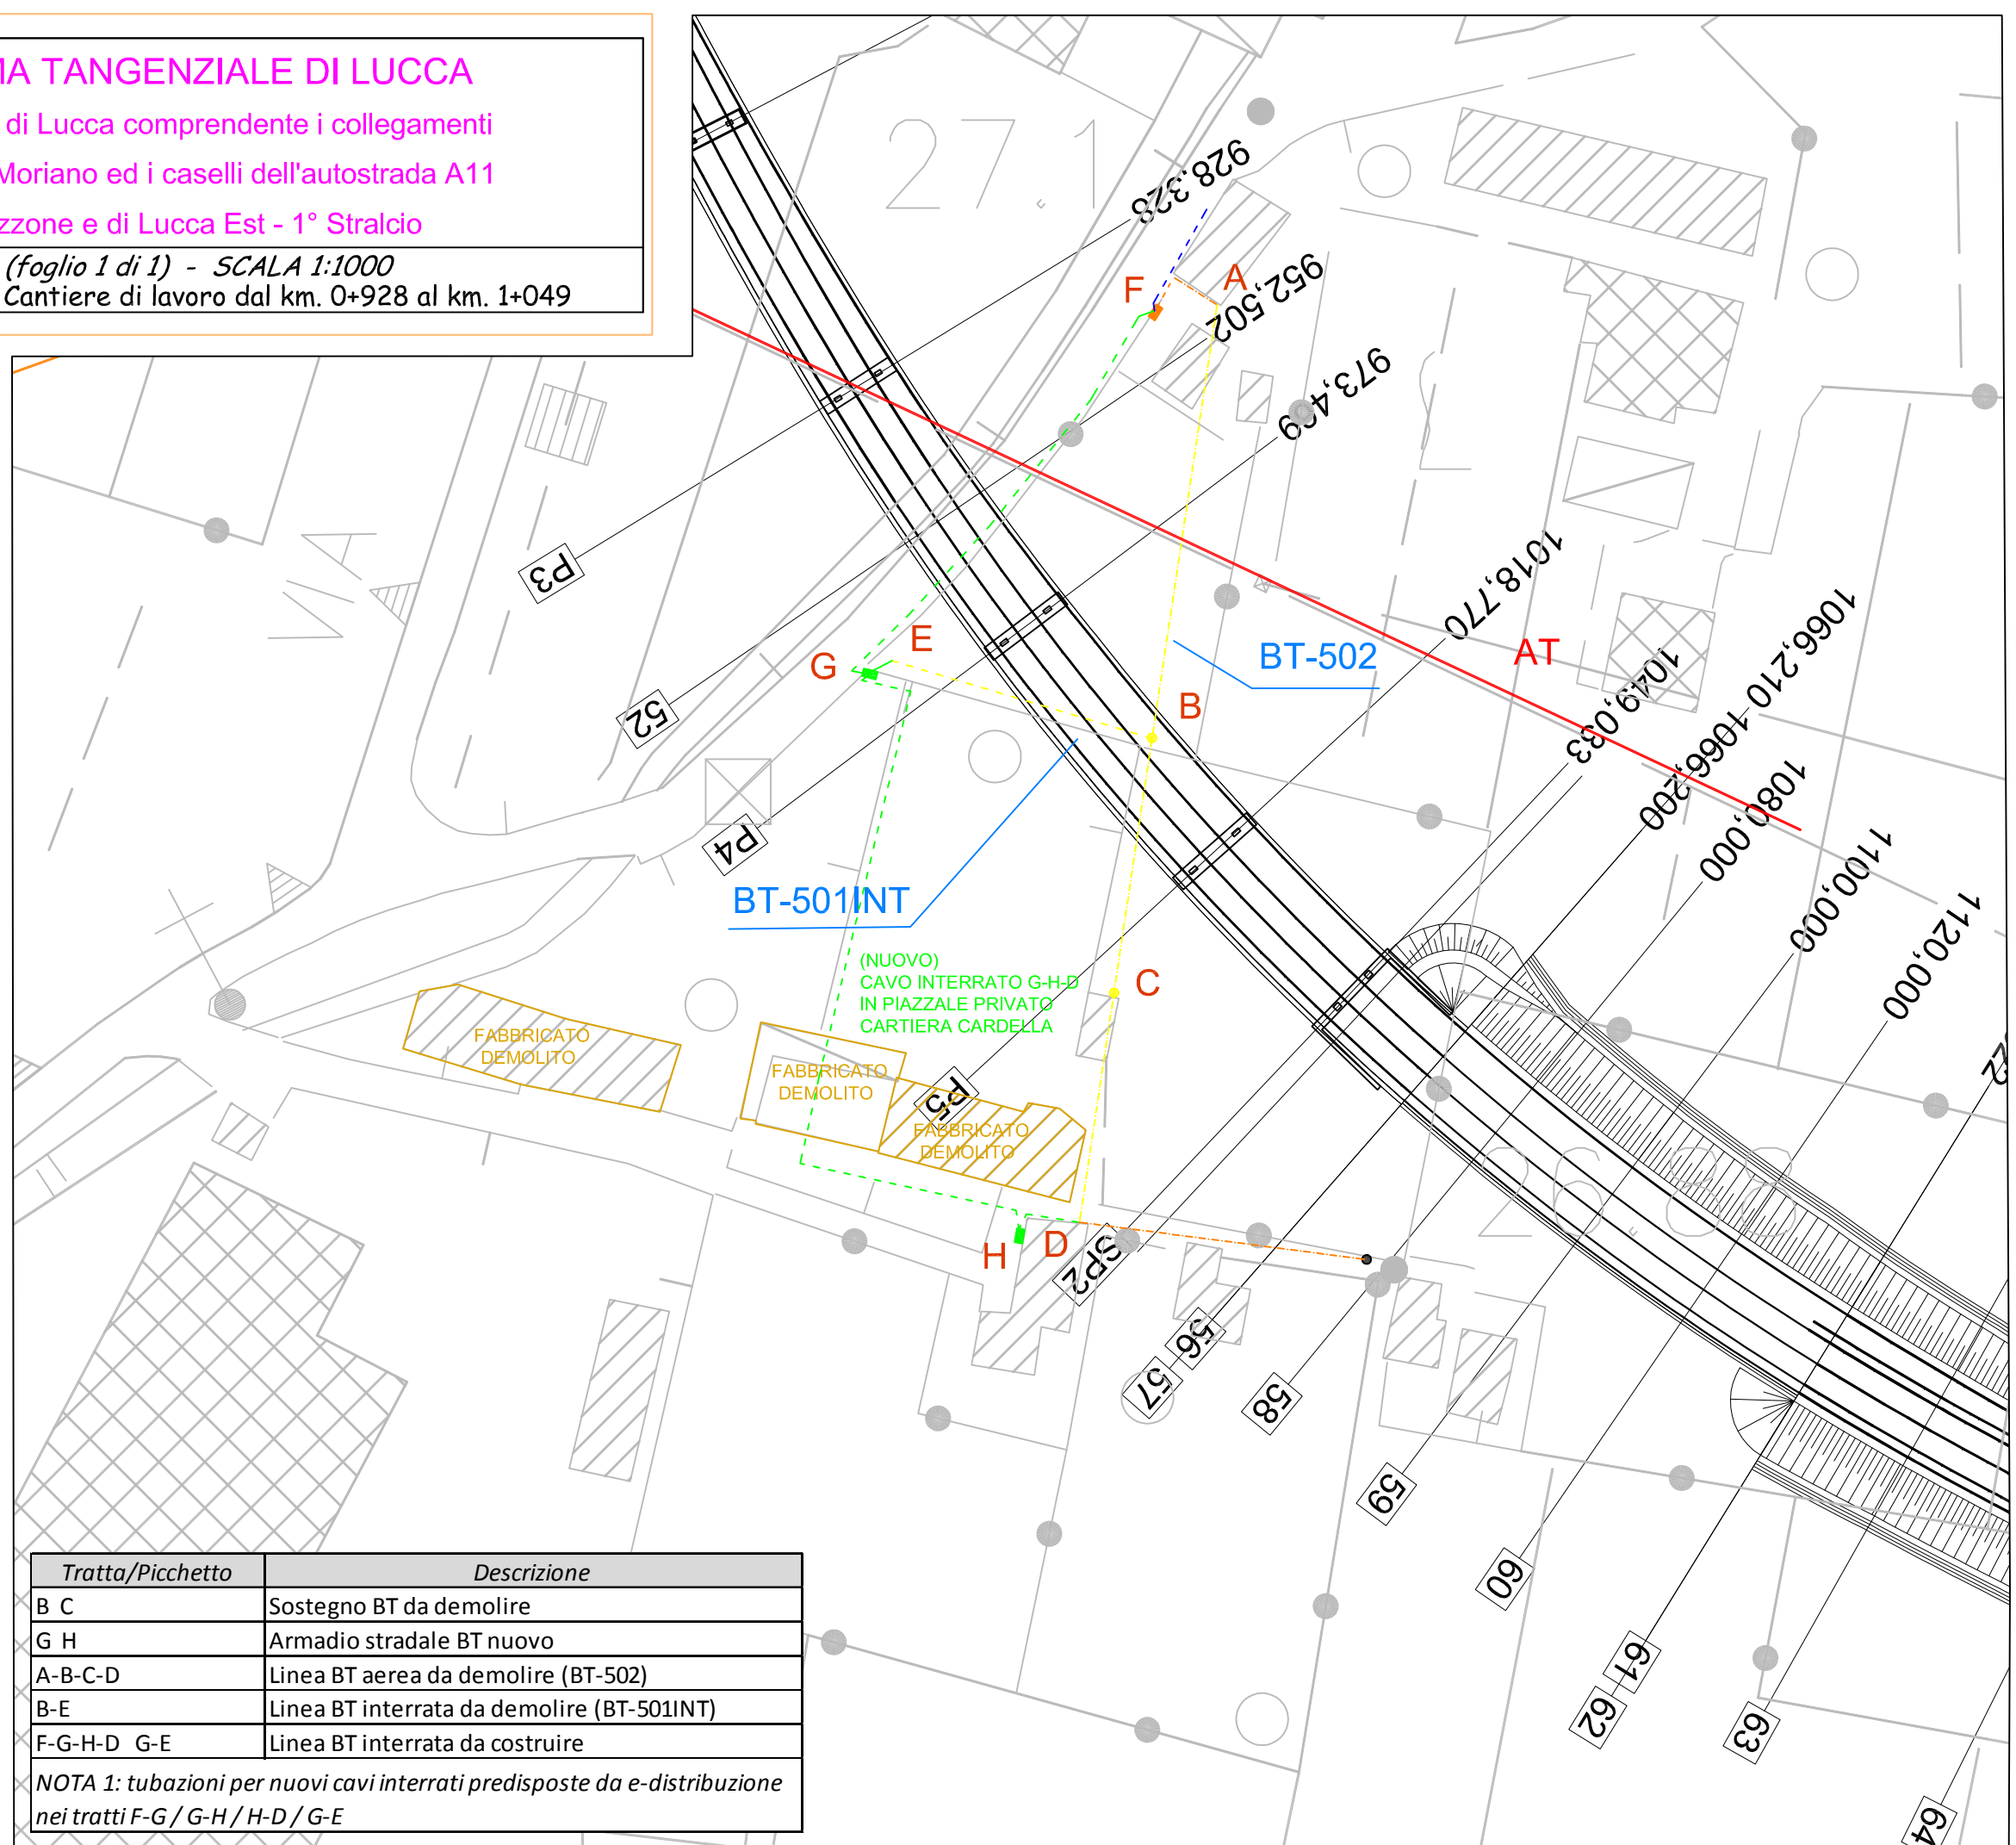 MA TANGENZIALE DI LUCCA
di Lucca comprendente i collegamenti
Moriano ed i caselli dell'autostrada A11
zzone e di Lucca Est - 1° Stralcio
(foglio 1 di 1) - SCALA 1:1000
Cantiere di lavoro dal km. 0+928 al km. 1+049
27.1
E
928.328
F
A
952,502
973,469
P3
1018,770
1066,210
AT
1049,033
1066,200
BT-502
E
G
B
52
1080,000
P4
1100,000
BT-501INT
1120,000
(NUOVO)
CAVO INTERRATO G-H-D
IN PIAZZALE PRIVATO
CARTIERA CARDELLA
C
FABBRICATO
DEMOLITO
FABBRICATO
DEMOLITO
P5
FABBRICATO
DEMOLITO
26.88
E
H
D
SP2
56
57
58
59
60
61
62
63
64
Tratta/Picchetto Descrizione
B C Sostegno BT da demolire
G H Armadio stradale BT nuovo
A-B-C-D Linea BT aerea da demolire (BT-502)
B-E Linea BT interrata da demolire (BT-501INT)
F-G-H-D G-E Linea BT interrata da costruire
NOTA 1: tubazioni per nuovi cavi interrati predisposte da e-distribuzione
nei tratti F-G / G-H / H-D / G-E